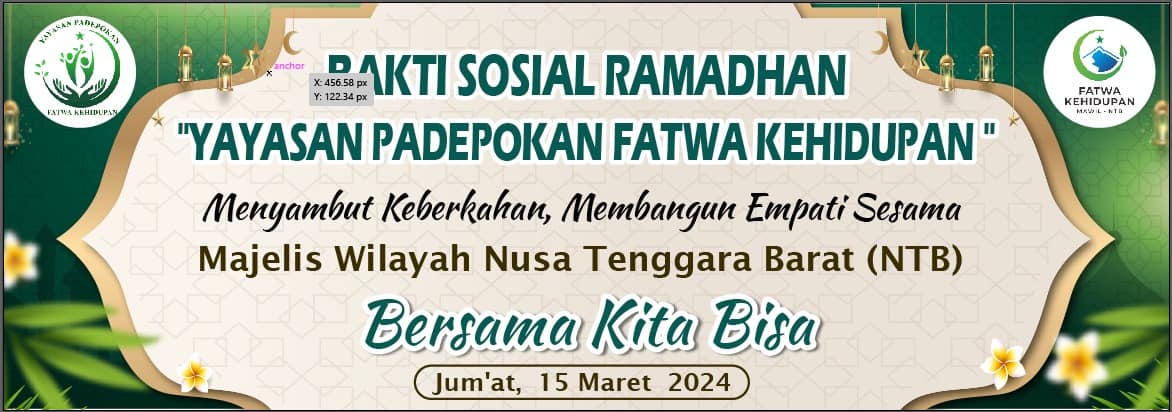 YAYASAN PADEPOKAN
FATWA KEHIDUPAN
anchor
X: 456.58 px
Y: 122.34 px
FATWA
KEHIDUPAN
MAWIL - NTB
BAKTI SOSIAL RAMADHAN
"YAYASAN PADEPOKAN FATWA KEHIDUPAN "
Menyambut Keberkahan, Membangun Empati Sesama
Majelis Wilayah Nusa Tenggara Barat (NTB)
Bersama Kita Bisa
Jum'at, 15 Maret 2024